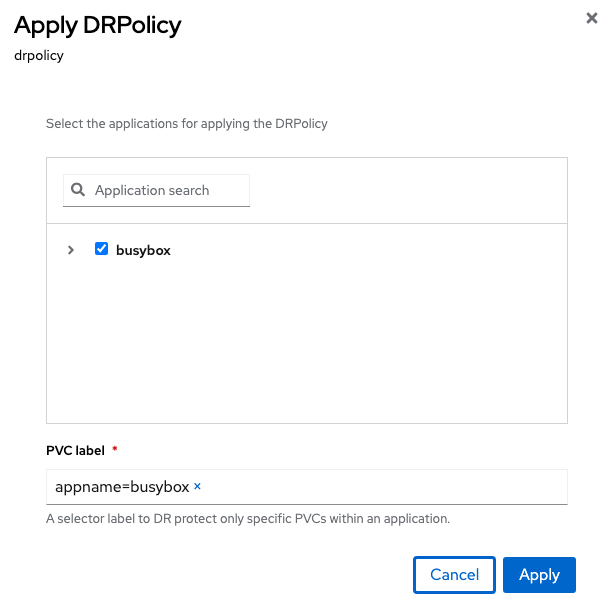 Apply DRPolicy
drpolicy
Select the applications for applying the DRPolicy
Application search
busybox
PVC label *
appname=busybox ×
A selector label to DR protect only specific PVCs within an application.
Cancel Apply